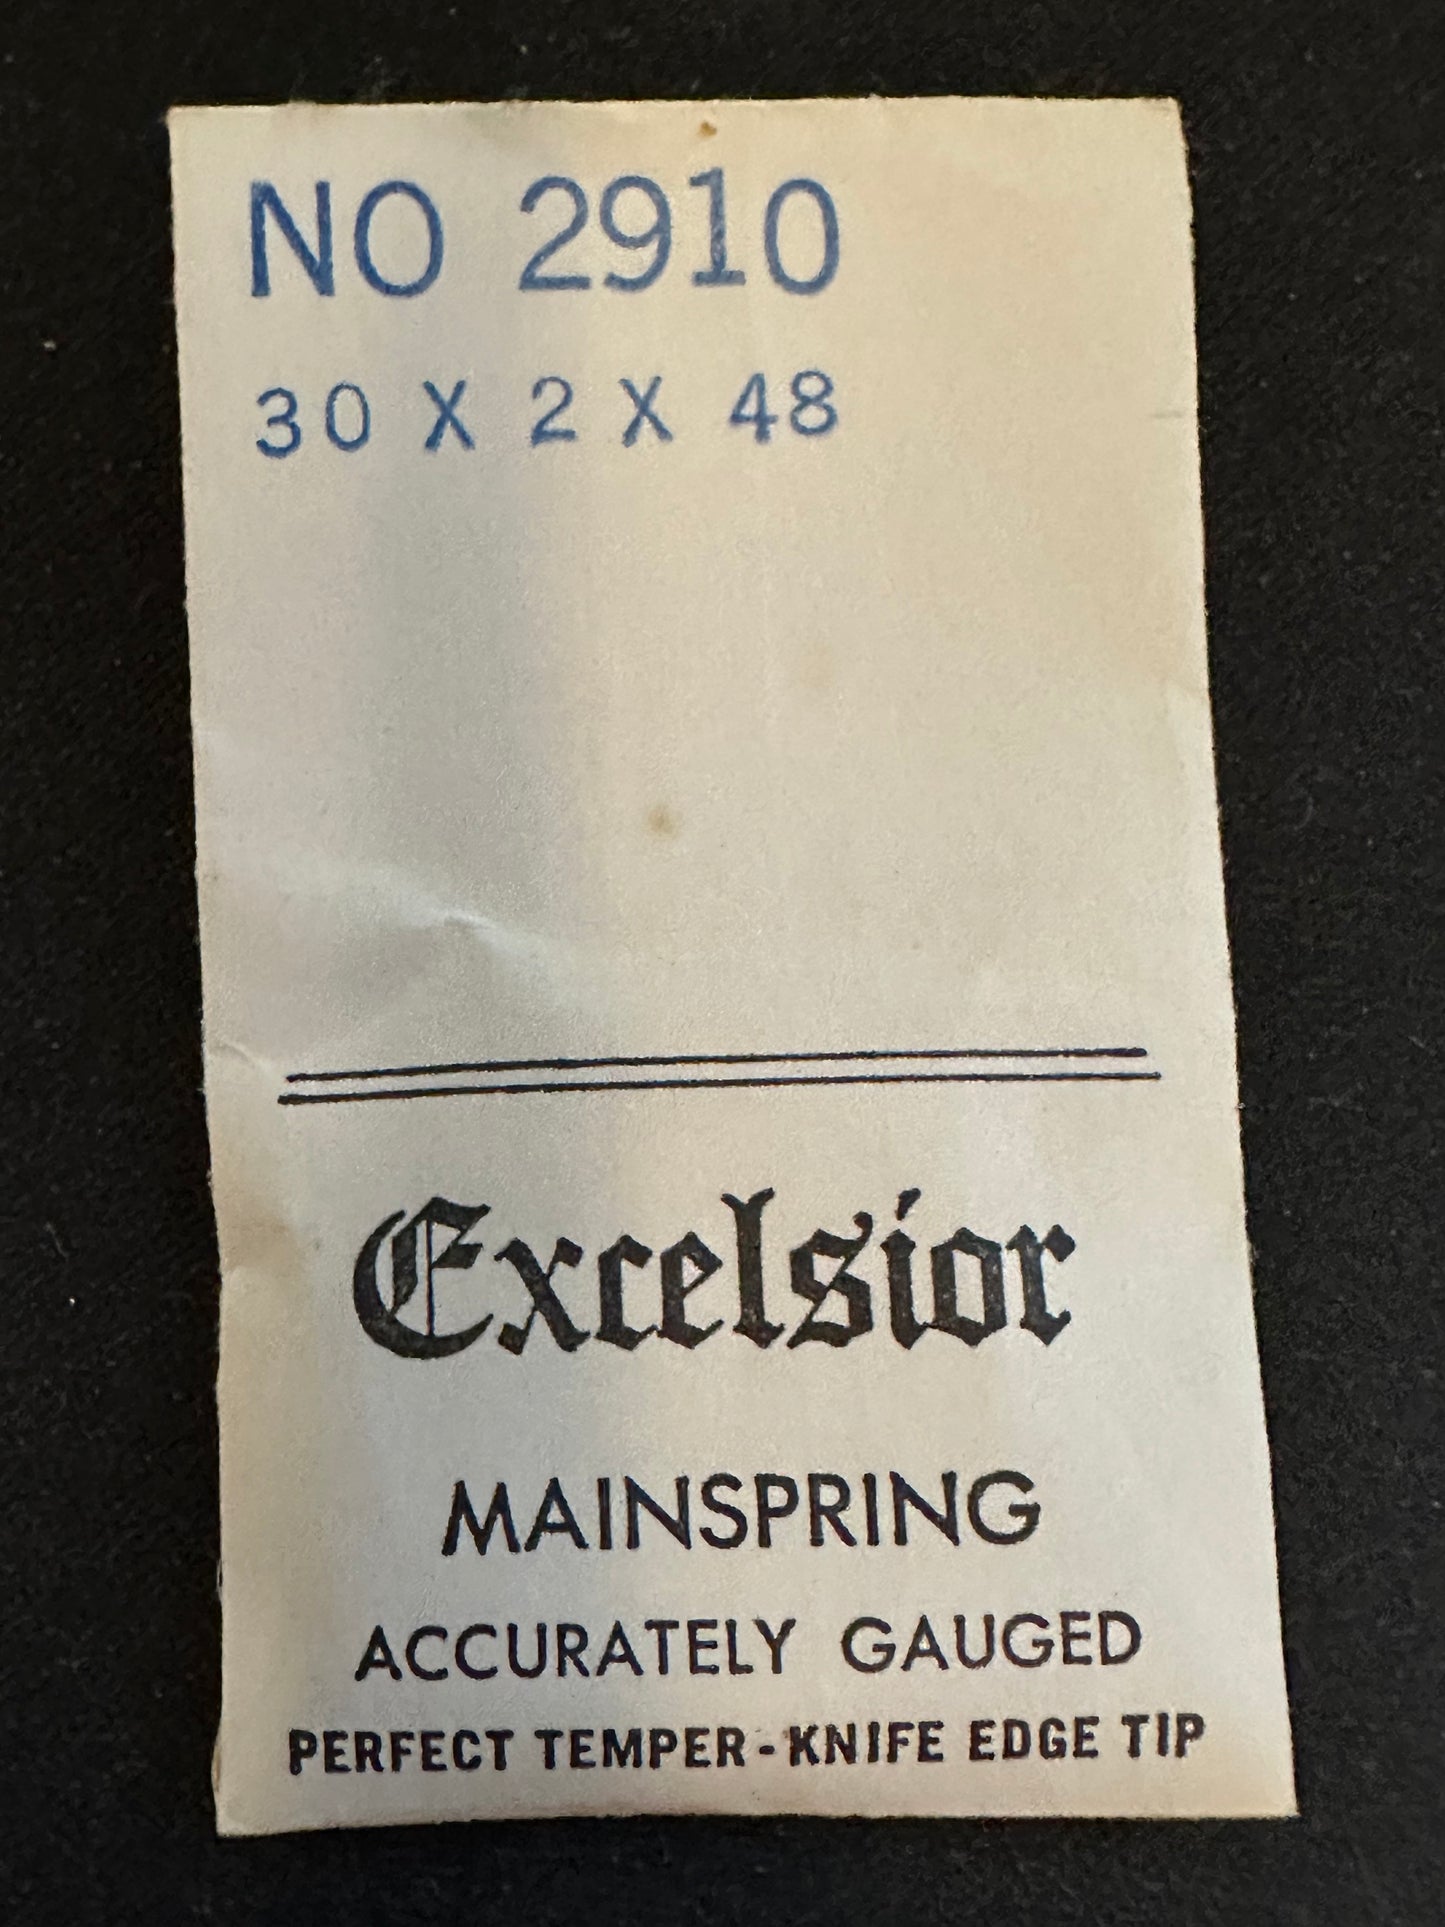 NO 2910
30 X 2 X 48
Excelsior
MAINSPRING
ACCURATELY GAUGED
PERFECT TEMPER-KNIFE EDGE TIP